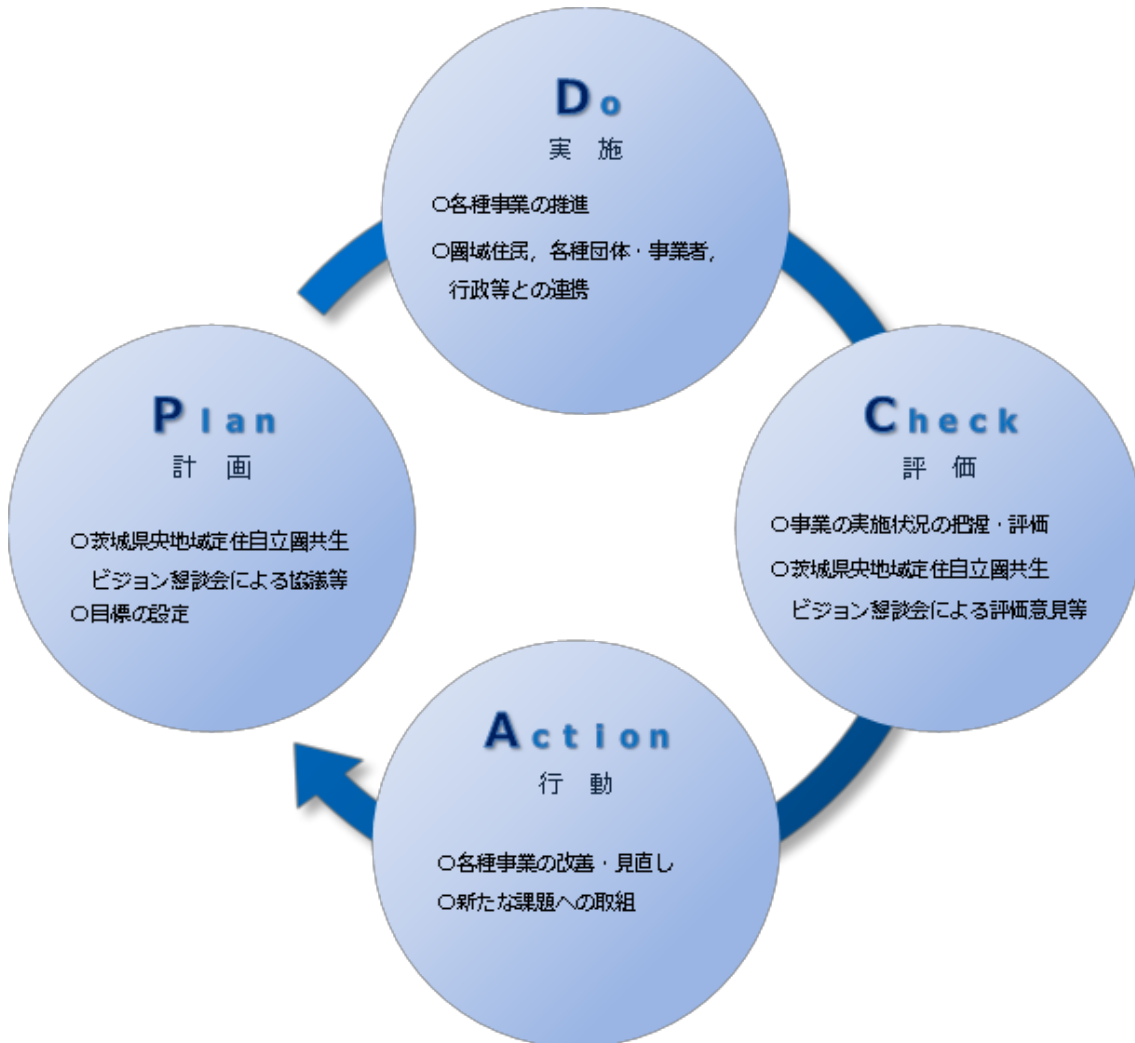 Do
実 施
○各種事業の推進
○圏域住民，各種団体・事業者，
行政等との連携
Plan
計 画
○茨城県央地域定住自立圏共生
ビジョン懇談会による協議等
○目標の設定
Check
評 価
○事業の実施状況の把握・評価
○茨城県央地域定住自立圏共生
ビジョン懇談会による評価意見等
Action
行 動
○各種事業の改善・見直し
○新たな課題への取組